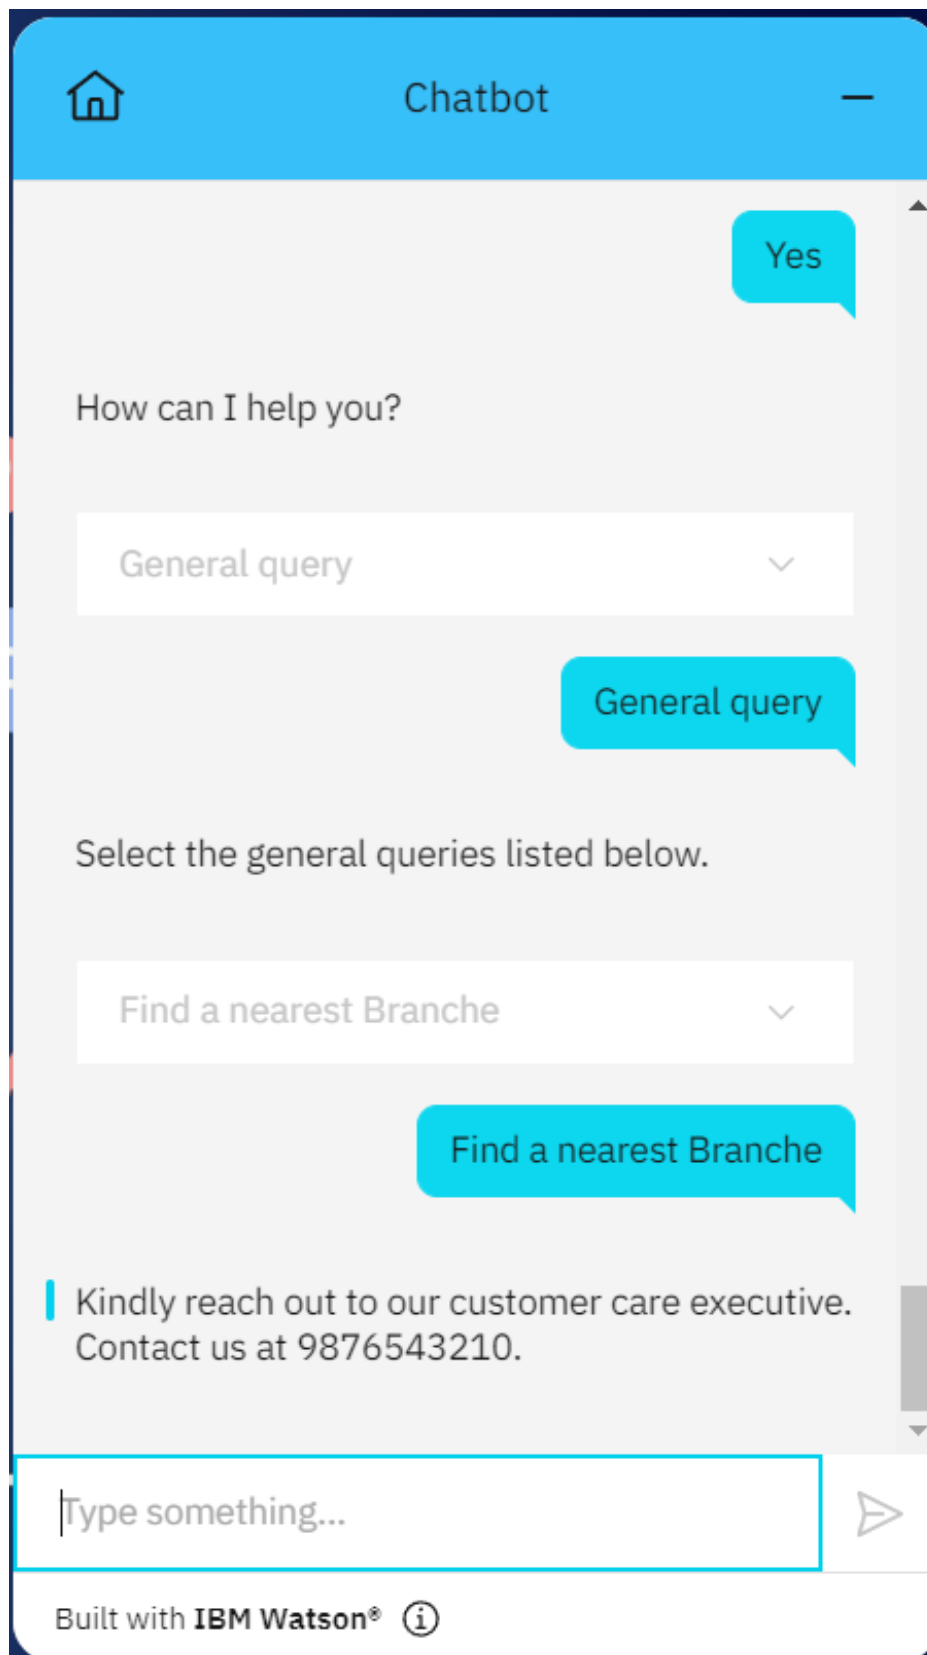 Chatbot
Yes
How can I help you?
General query
General query
Select the general queries listed below.
Find a nearest Branche
Find a nearest Branche
Kindly reach out to our customer care executive.
Contact us at 9876543210.
Type something...
Built with IBM Watson®